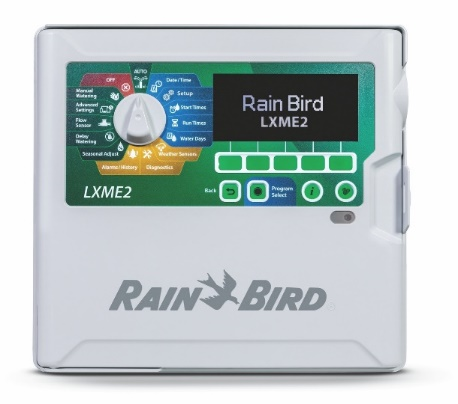 AUTO
OFF
Date/Time
Manual
Watering
Setup
Advanced
Settings
Start Times
Flow
Sensor
Run Times
Delay
Watering
Water Days
Seasonal Adjust
Weather Sensors
Alarms/History
Diagnostics
Rain Bird
LXME2
LXME2
Back
Program
Select
i
RAIN BIRD